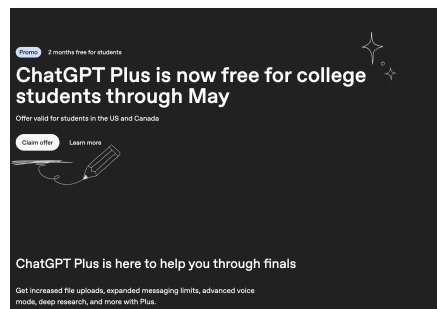 Promo 2 months free for students
ChatGPT Plus is now free for college
students through May
Offer valid for students in the US and Canada
Claim offer Learn more
ChatGPT Plus is here to help you through finals
Get increased file uploads, expanded messaging limits, advanced voice
mode, deep research, and more with Plus.